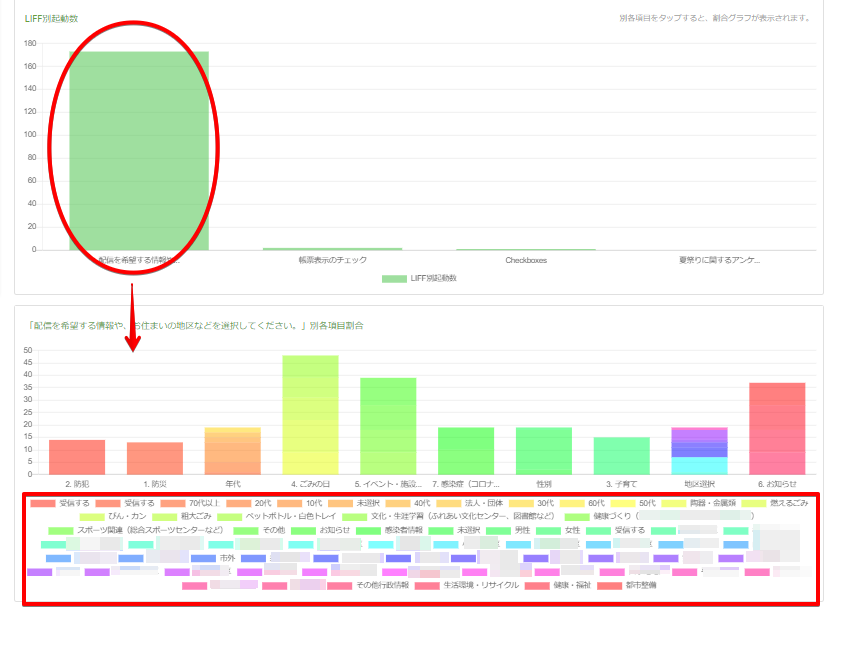 LIFF別起動数
別各項目をタップすると、割合グラフが表示されます。
180
160
140
120
100
80
60
40
20
0
配信を希望する情報や...
帳票表示のチェック
Checkboxes
夏祭りに関するアンケ...
LIFF別起動数
「配信を希望する情報や、お住まいの地区などを選択してください。」別各項目割合
50
45
40
35
30
25
20
15
10
5
0
2. 防犯
1. 防災
年代
4. ごみの日
5. イベント・施設...
7. 感染症（コロナ...
性別
3. 子育て
地区選択
6. お知らせ
受信する 受信する 70代以上 20代 10代 未選択 40代 法人・団体 30代 60代 50代 陶器・金属類 燃えるごみ
びん・カン 粗大ごみ ペットボトル・白色トレイ 文化・生涯学習（ふれあい文化センター、図書館など） 健康づくり（
スポーツ関連（総合スポーツセンターなど） その他 お知らせ 感染者情報 未選択 男性 女性 受信する
市外
その他行政情報 生活環境・リサイクル 健康・福祉 都市整備